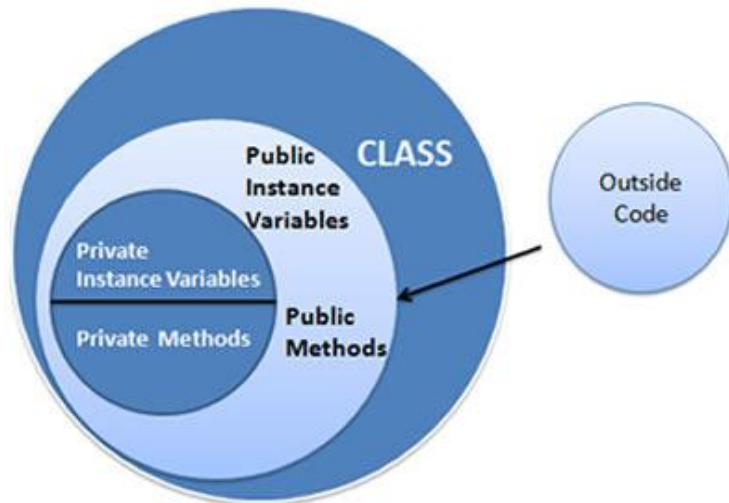 CLASS
Public
Instance
Variables
Private
Instance Variables
Private Methods
Public
Methods
Outside
Code